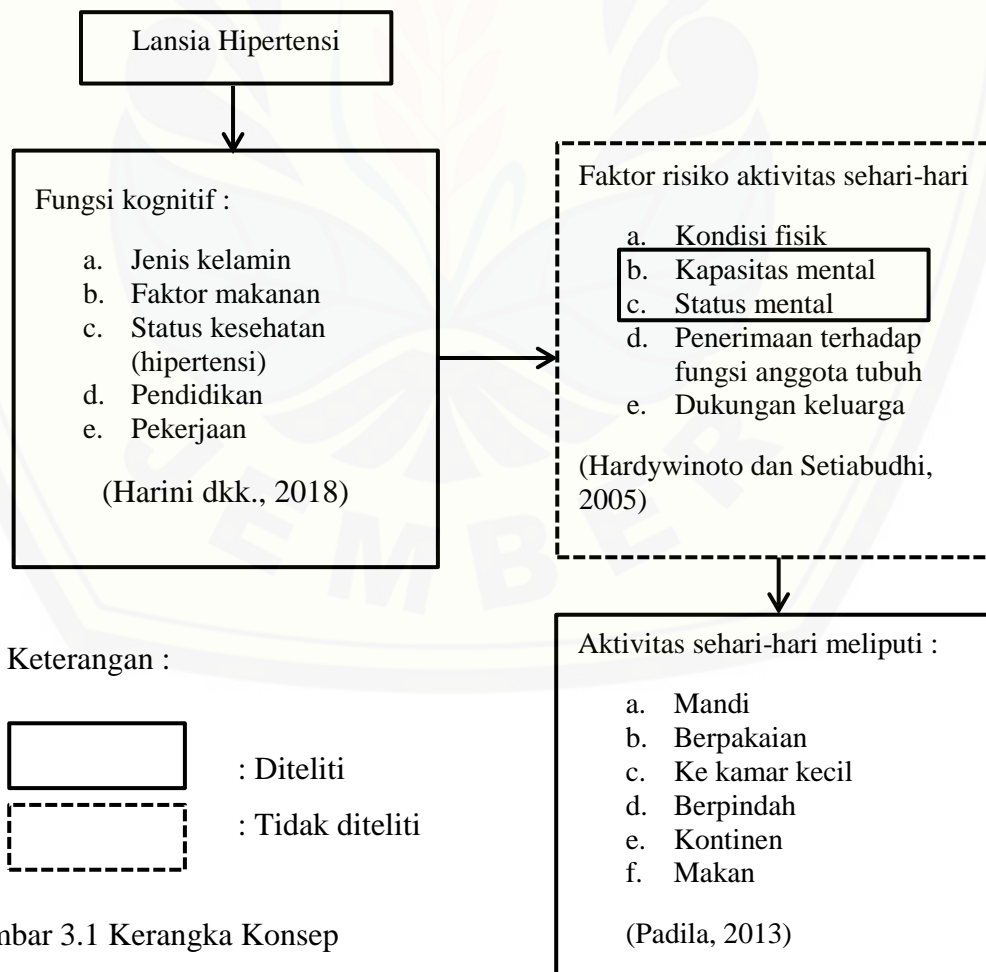 Lansia Hipertensi
Fungsi kognitif :
a. Jenis kelamin
b. Faktor makanan
c. Status kesehatan
(hipertensi)
d. Pendidikan
e. Pekerjaan
(Harini dkk., 2018)
Faktor risiko aktivitas sehari-hari
a. Kondisi fisik
b. Kapasitas mental
c. Status mental
d. Penerimaan terhadap
fungsi anggota tubuh
e. Dukungan keluarga
(Hardywinoto dan Setiabudhi,
2005)
Aktivitas sehari-hari meliputi :
a. Mandi
b. Berpakaian
c. Ke kamar kecil
d. Berpindah
e. Kontinen
f. Makan
(Padila, 2013)
Keterangan :
: Diteliti
: Tidak diteliti
mbar 3.1 Kerangka Konsep
JEMBER